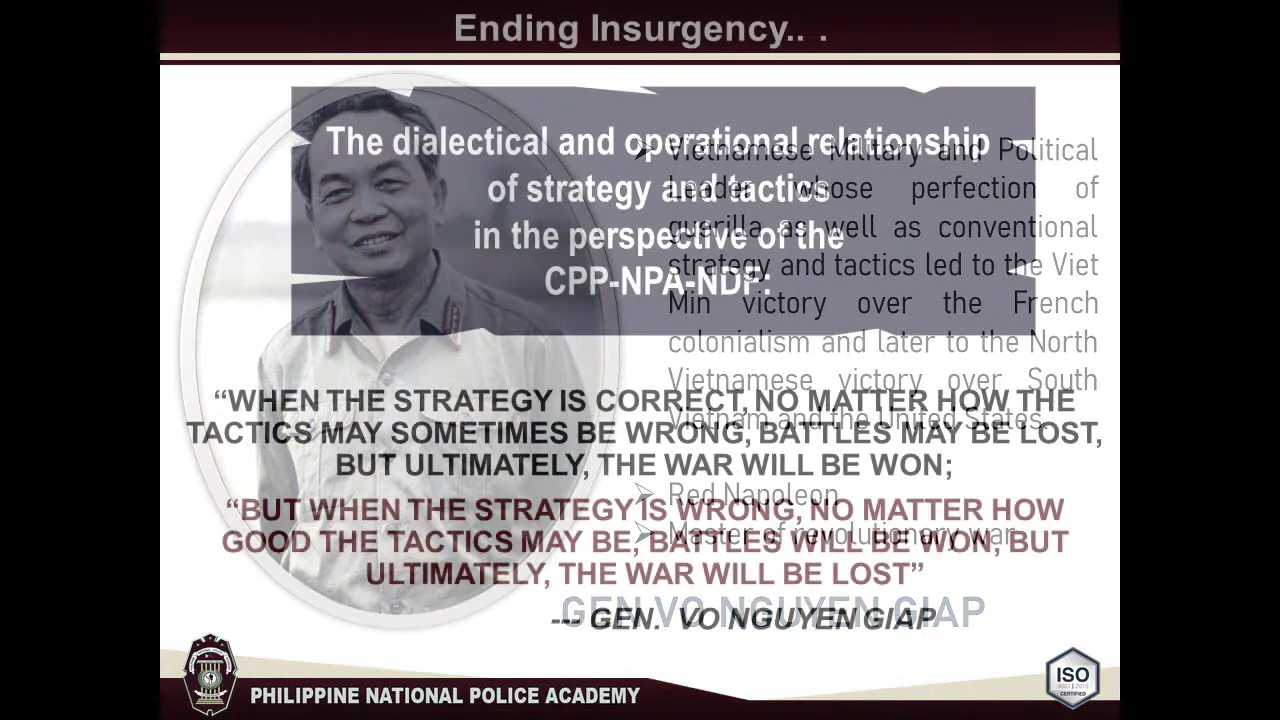 Ending Insurgency.. .
The dialectical and operational relationship
of strategy and tactics
in the perspective of the
CPP-NPA-NDF:
➢ Vietnamese Military and Political
Leader whose perfection of
guerilla as well as conventional
strategy and tactics led to the Viet
Min victory over the French
colonialism and later to the North
Vietnamese victory over South
Vietnam and the United States
➢ Red Napoleon
➢ Master of revolutionary war
GEN VO NGUYEN GIAP
“WHEN THE STRATEGY IS CORRECT, NO MATTER HOW THE
TACTICS MAY SOMETIMES BE WRONG, BATTLES MAY BE LOST,
BUT ULTIMATELY, THE WAR WILL BE WON;
“BUT WHEN THE STRATEGY IS WRONG, NO MATTER HOW
GOOD THE TACTICS MAY BE, BATTLES WILL BE WON, BUT
ULTIMATELY, THE WAR WILL BE LOST”
--- GEN. VO NGUYEN GIAP
PHILIPPINE NATIONAL POLICE ACADEMY
ISO
9001 2015
CERTIFIED